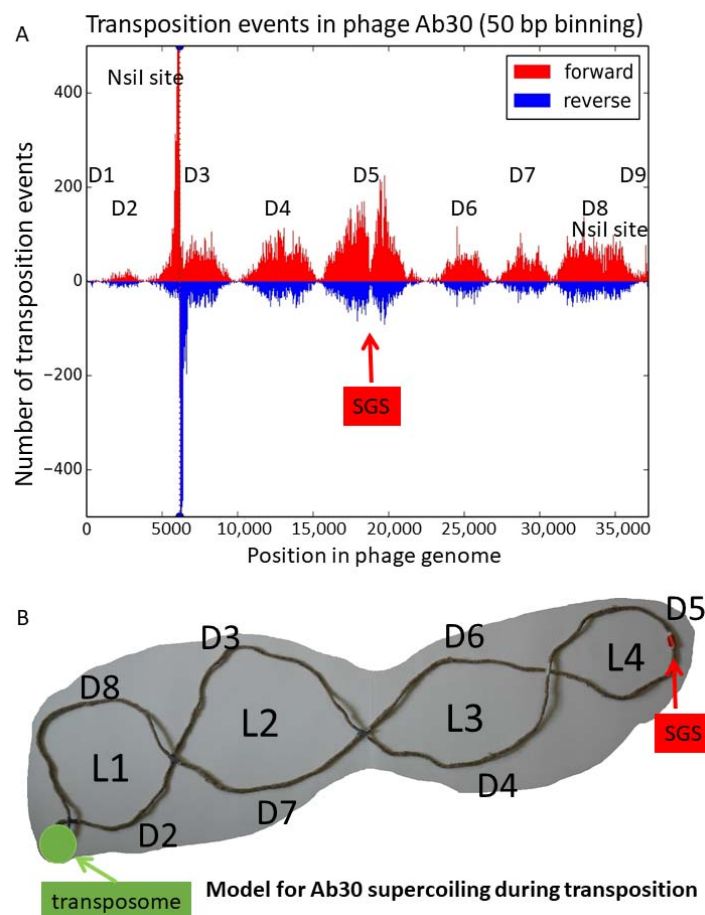 A
Transposition events in phage Ab30 (50 bp binning)
Number of transposition events
400
200
0
−200
−400
NsiI site
forward
reverse
D1
D2
D3
D4
D5
D6
D7
D8
D9
NsiI site
SGS
0
5000
10,000
15,000
20,000
25,000
30,000
35,000
Position in phage genome
B
D8
D3
D6
D5
L1
L2
L3
L4
D2
D7
D4
SGS
transposome
Model for Ab30 supercoiling during transposition